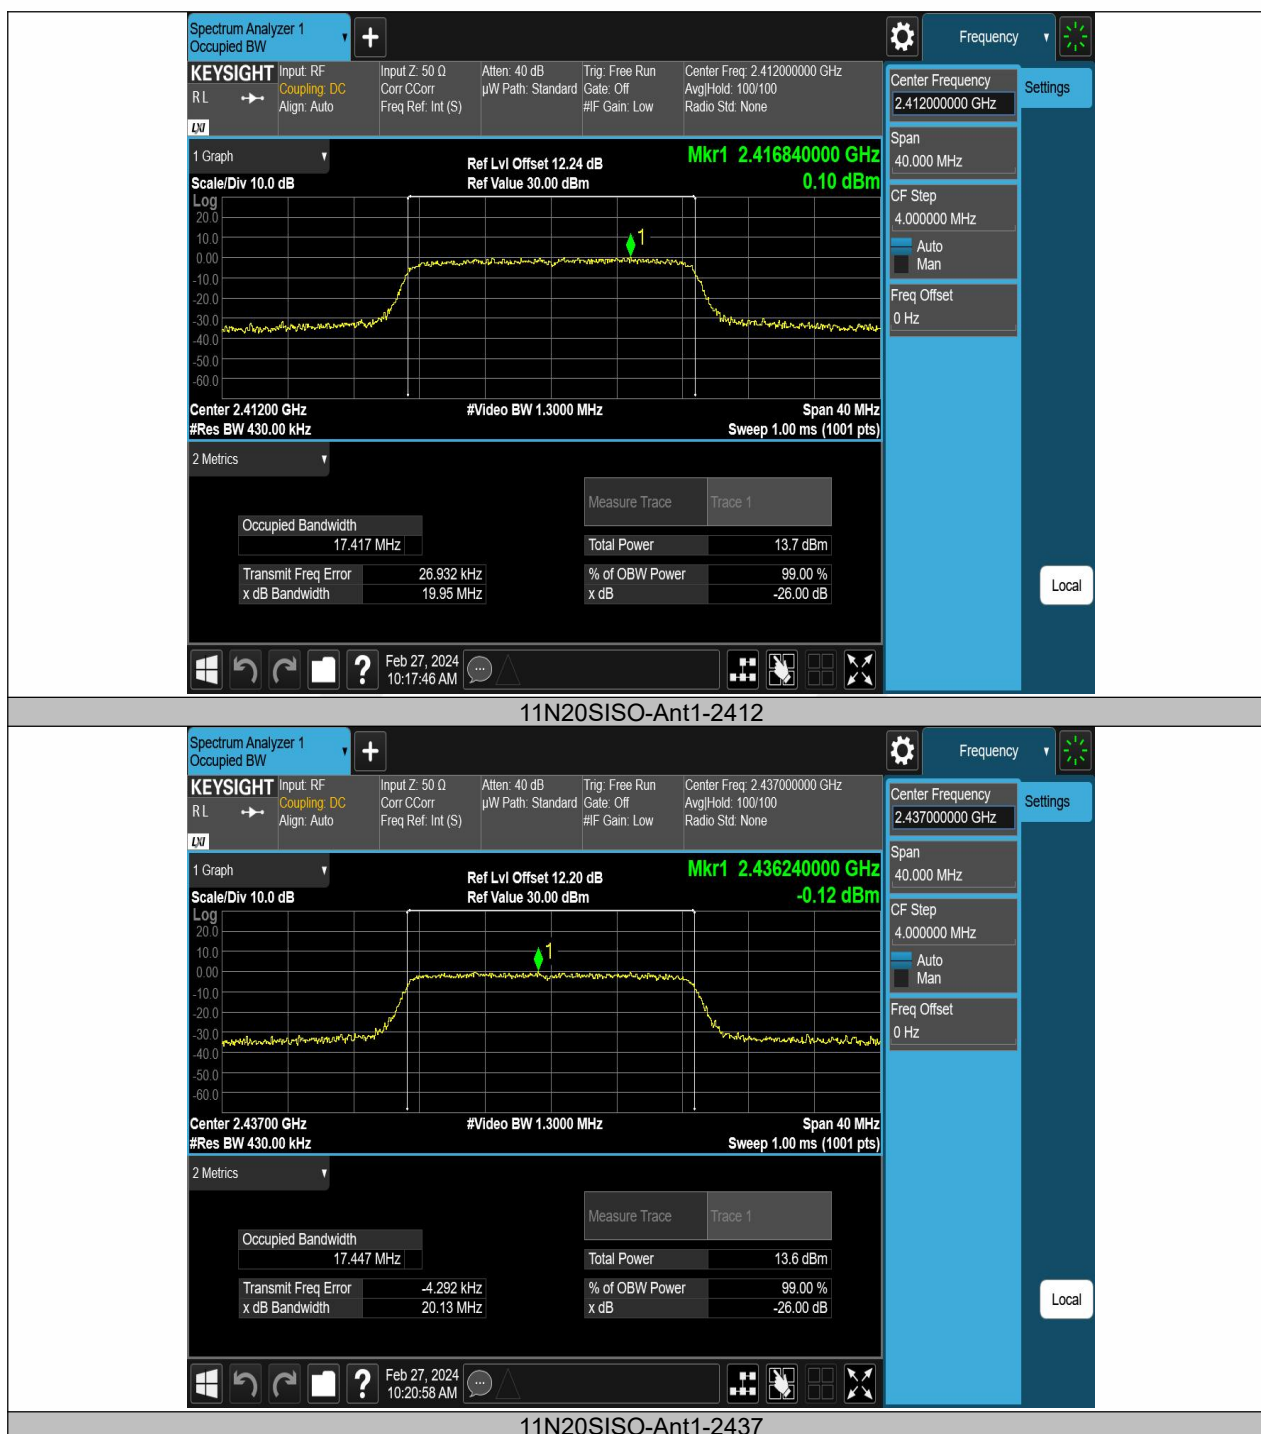 Spectrum Analyzer 1
Occupied BW
+
Frequency
KEYSIGHT
R L
LXI
Input: RF
Coupling: DC
Align: Auto
Input Z: 50 Ω
Corr CCorr
Freq Ref: Int (S)
Atten: 40 dB
µW Path: Standard
Trig: Free Run
Gate: Off
#IF Gain: Low
Center Freq: 2.412000000 GHz
Avg|Hold: 100/100
Radio Std: None
Center Frequency
2.412000000 GHz
Settings
Span
40.000 MHz
CF Step
4.000000 MHz
Auto
Man
Freq Offset
0 Hz
Local
1 Graph
Scale/Div 10.0 dB
Ref Lvl Offset 12.24 dB
Ref Value 30.00 dBm
Mkr1 2.416840000 GHz
0.10 dBm
Log
20.0
10.0
0.00
-10.0
-20.0
-30.0
-40.0
-50.0
-60.0
1
Center 2.41200 GHz
#Video BW 1.3000 MHz
Span 40 MHz
#Res BW 430.00 kHz
Sweep 1.00 ms (1001 pts)
2 Metrics
Measure Trace Trace 1
Occupied Bandwidth
17.417 MHz
Total Power 13.7 dBm
Transmit Freq Error 26.932 kHz
% of OBW Power 99.00 %
x dB Bandwidth 19.95 MHz
x dB -26.00 dB
?
Feb 27, 2024
10:17:46 AM
11N20SISO-Ant1-2412
Spectrum Analyzer 1
Occupied BW
+
Frequency
KEYSIGHT
R L
LXI
Input: RF
Coupling: DC
Align: Auto
Input Z: 50 Ω
Corr CCorr
Freq Ref: Int (S)
Atten: 40 dB
µW Path: Standard
Trig: Free Run
Gate: Off
#IF Gain: Low
Center Freq: 2.437000000 GHz
Avg|Hold: 100/100
Radio Std: None
Center Frequency
2.437000000 GHz
Settings
Span
40.000 MHz
CF Step
4.000000 MHz
Auto
Man
Freq Offset
0 Hz
Local
1 Graph
Scale/Div 10.0 dB
Ref Lvl Offset 12.20 dB
Ref Value 30.00 dBm
Mkr1 2.436240000 GHz
-0.12 dBm
Log
20.0
10.0
0.00
-10.0
-20.0
-30.0
-40.0
-50.0
-60.0
1
Center 2.43700 GHz
#Video BW 1.3000 MHz
Span 40 MHz
#Res BW 430.00 kHz
Sweep 1.00 ms (1001 pts)
2 Metrics
Measure Trace Trace 1
Occupied Bandwidth
17.447 MHz
Total Power 13.6 dBm
Transmit Freq Error -4.292 kHz
% of OBW Power 99.00 %
x dB Bandwidth 20.13 MHz
x dB -26.00 dB
?
Feb 27, 2024
10:20:58 AM
11N20SISO-Ant1-2437